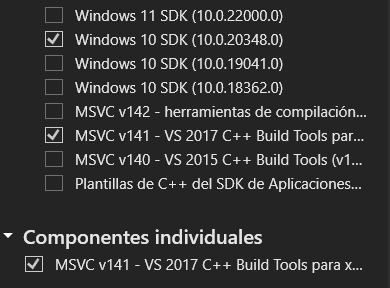 Windows 11 SDK (10.0.22000.0)
Windows 10 SDK (10.0.20348.0)
Windows 10 SDK (10.0.19041.0)
Windows 10 SDK (10.0.18362.0)
MSVC v142 - herramientas de compilación...
MSVC v141 - VS 2017 C++ Build Tools par...
MSVC v140 - VS 2015 C++ Build Tools (v1...
Plantillas de C++ del SDK de Aplicaciones...
Componentes individuales
MSVC v141 - VS 2017 C++ Build Tools para x...